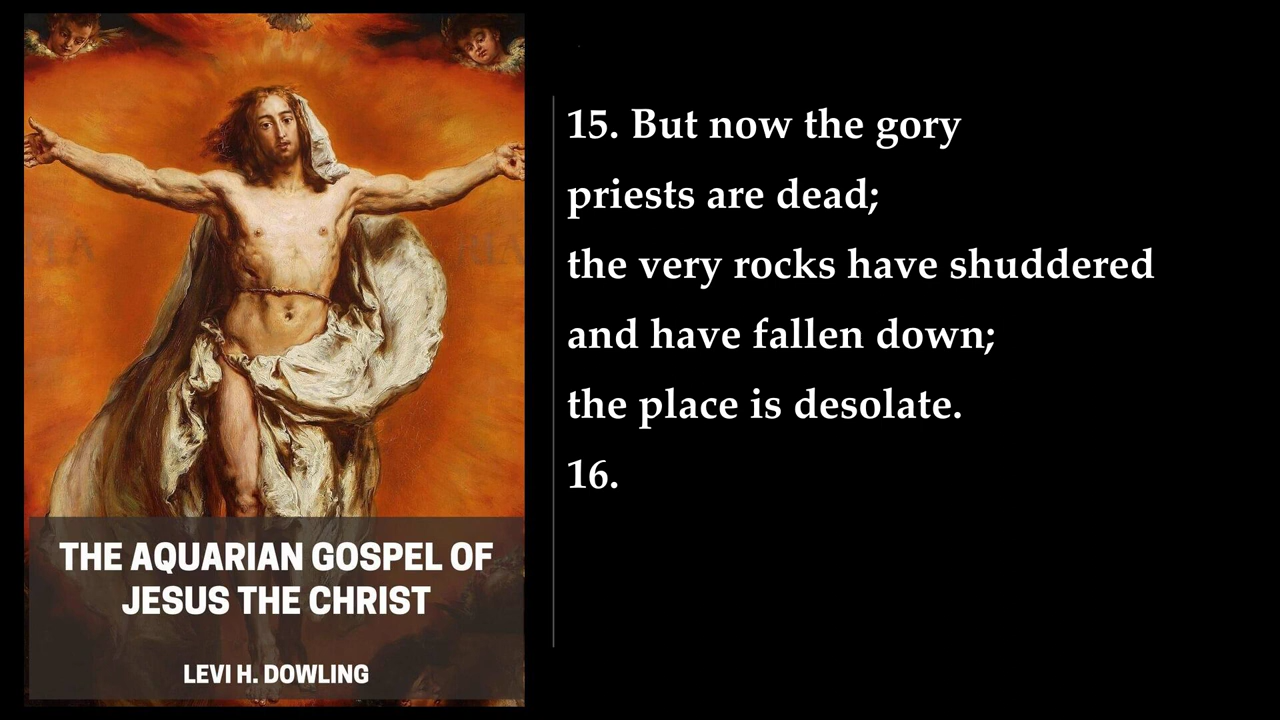 15. But now the gory
priests are dead;
the very rocks have shuddered
and have fallen down;
the place is desolate.
16.
THE AQUARIAN GOSPEL OF
JESUS THE CHRIST
LEVI H. DOWLING